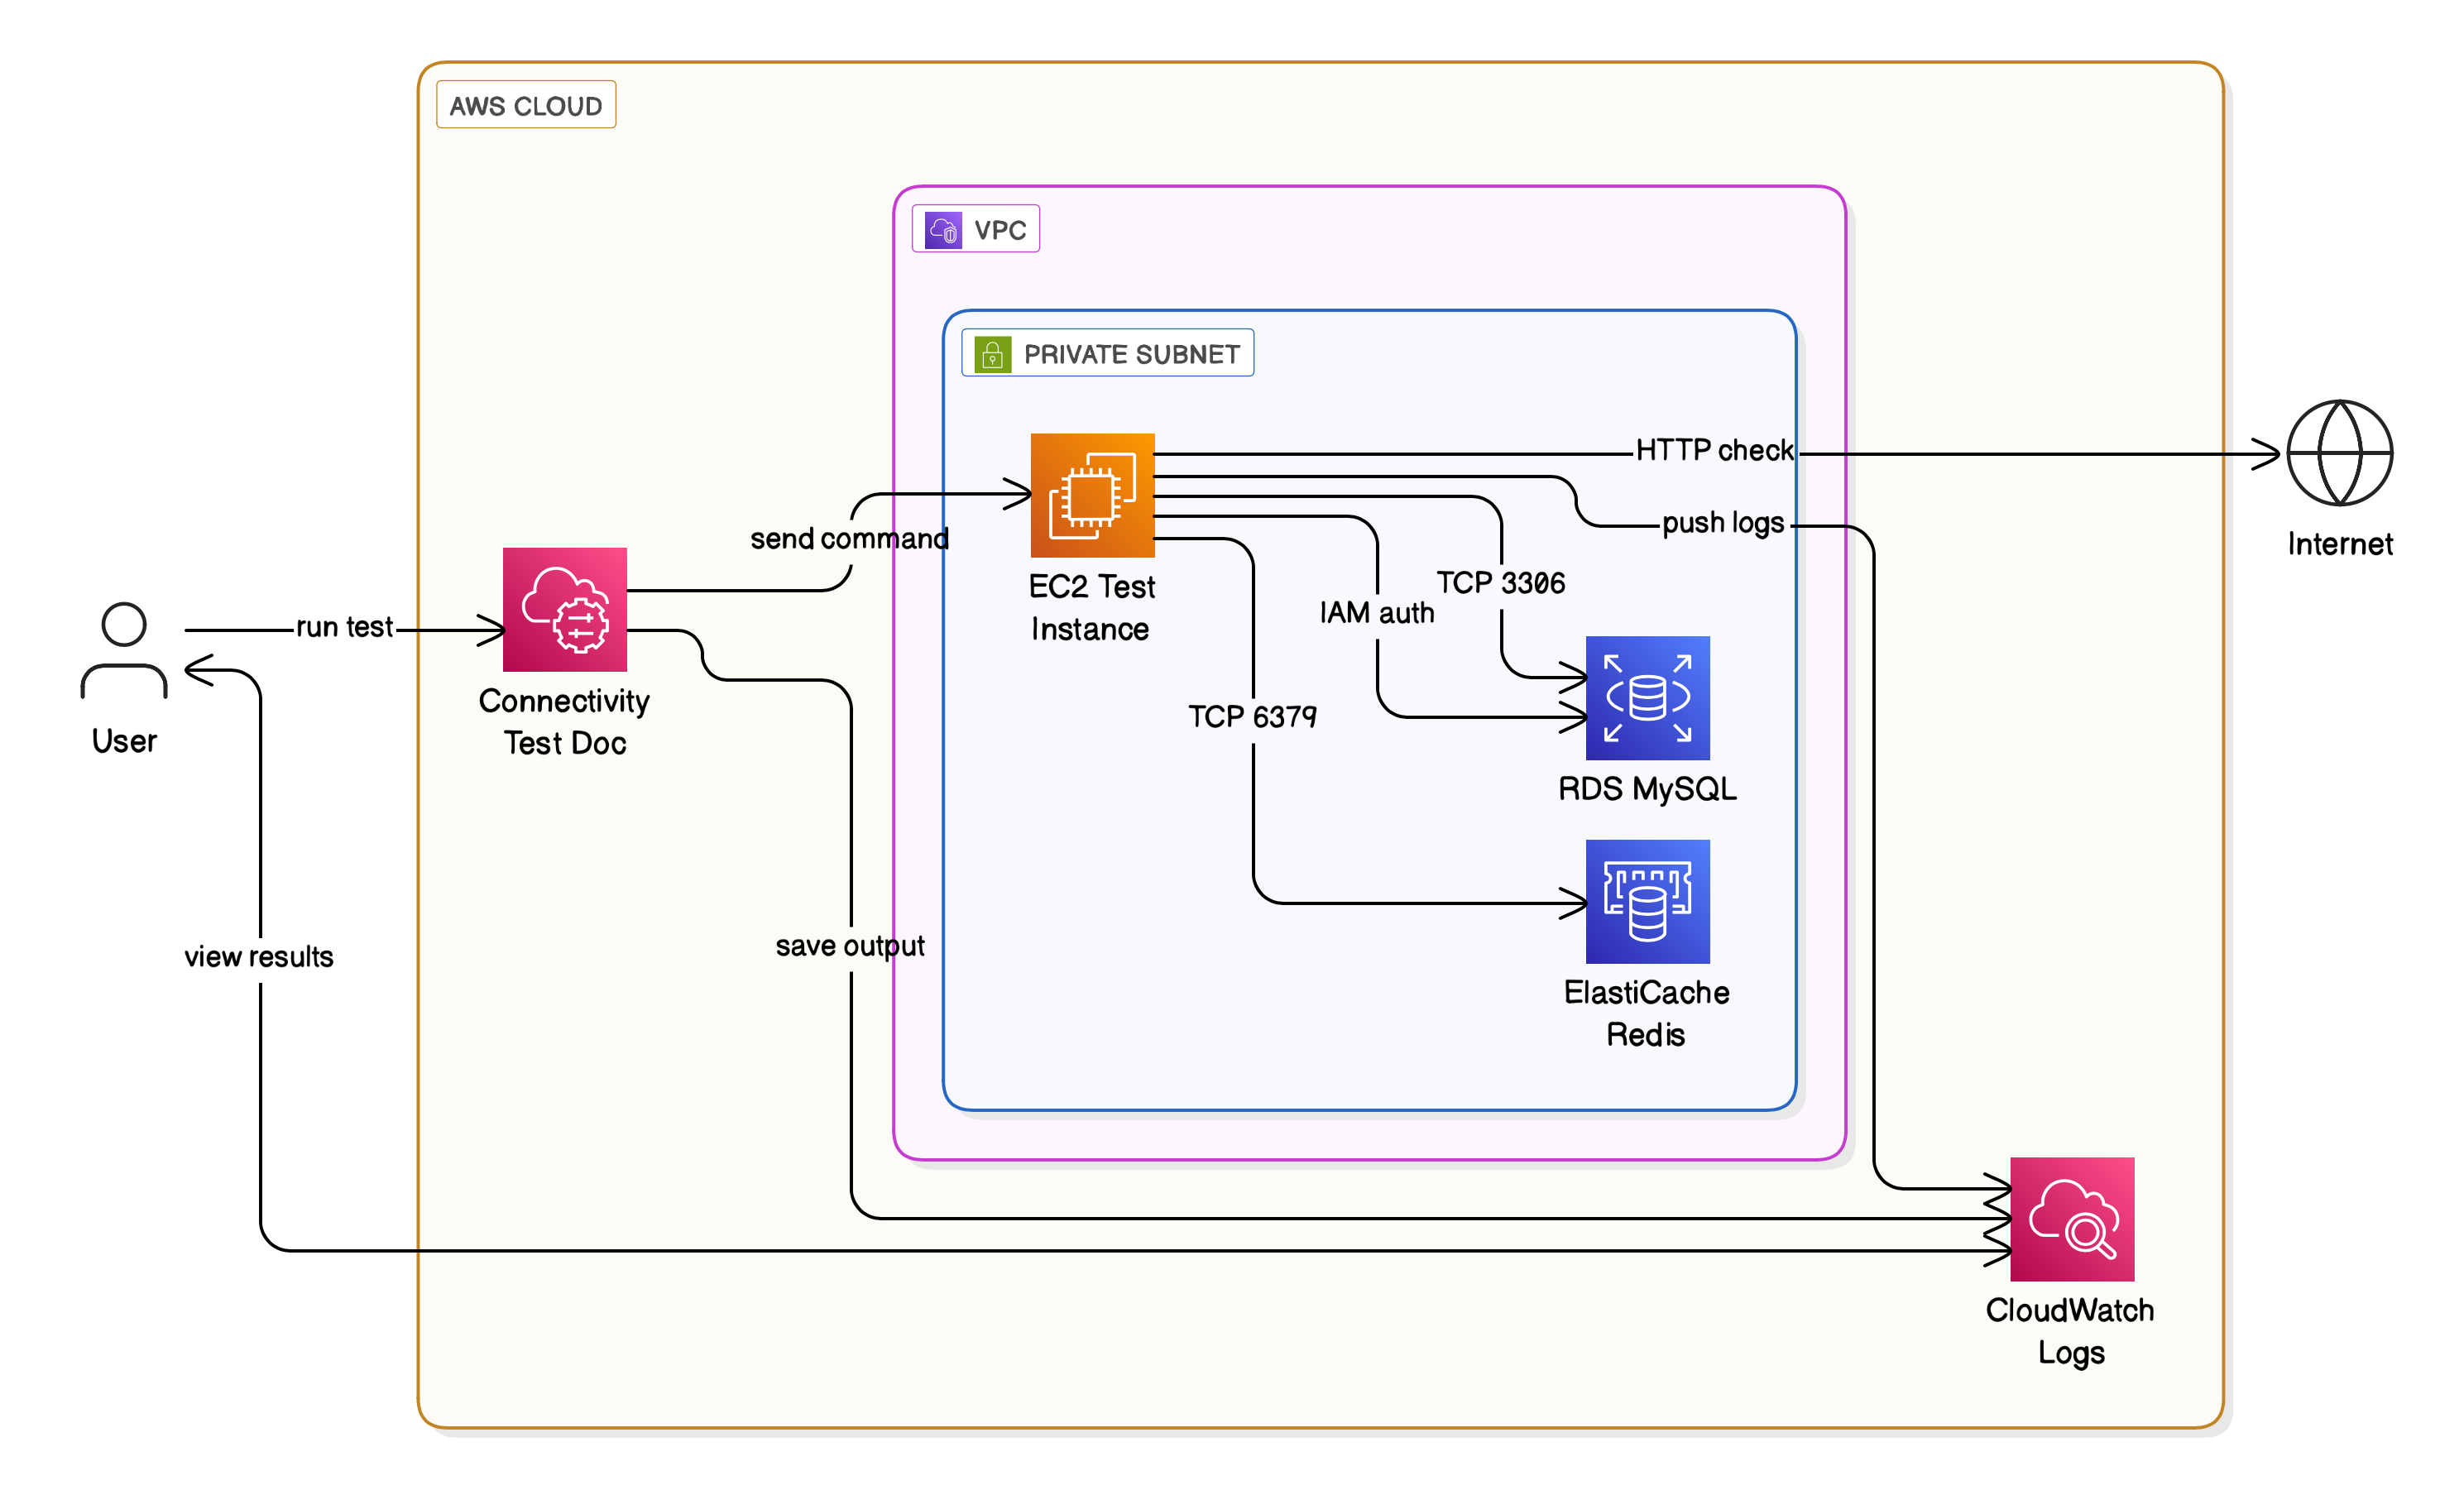 AWS CLOUD
VPC
PRIVATE SUBNET
HTTP check
push logs
Internet
send command
EC2 Test
Instance
TCP 3306
IAM auth
run test
Connectivity
Test Doc
User
TCP 6379
RDS MySQL
view results
save output
ElastiCache
Redis
CloudWatch
Logs